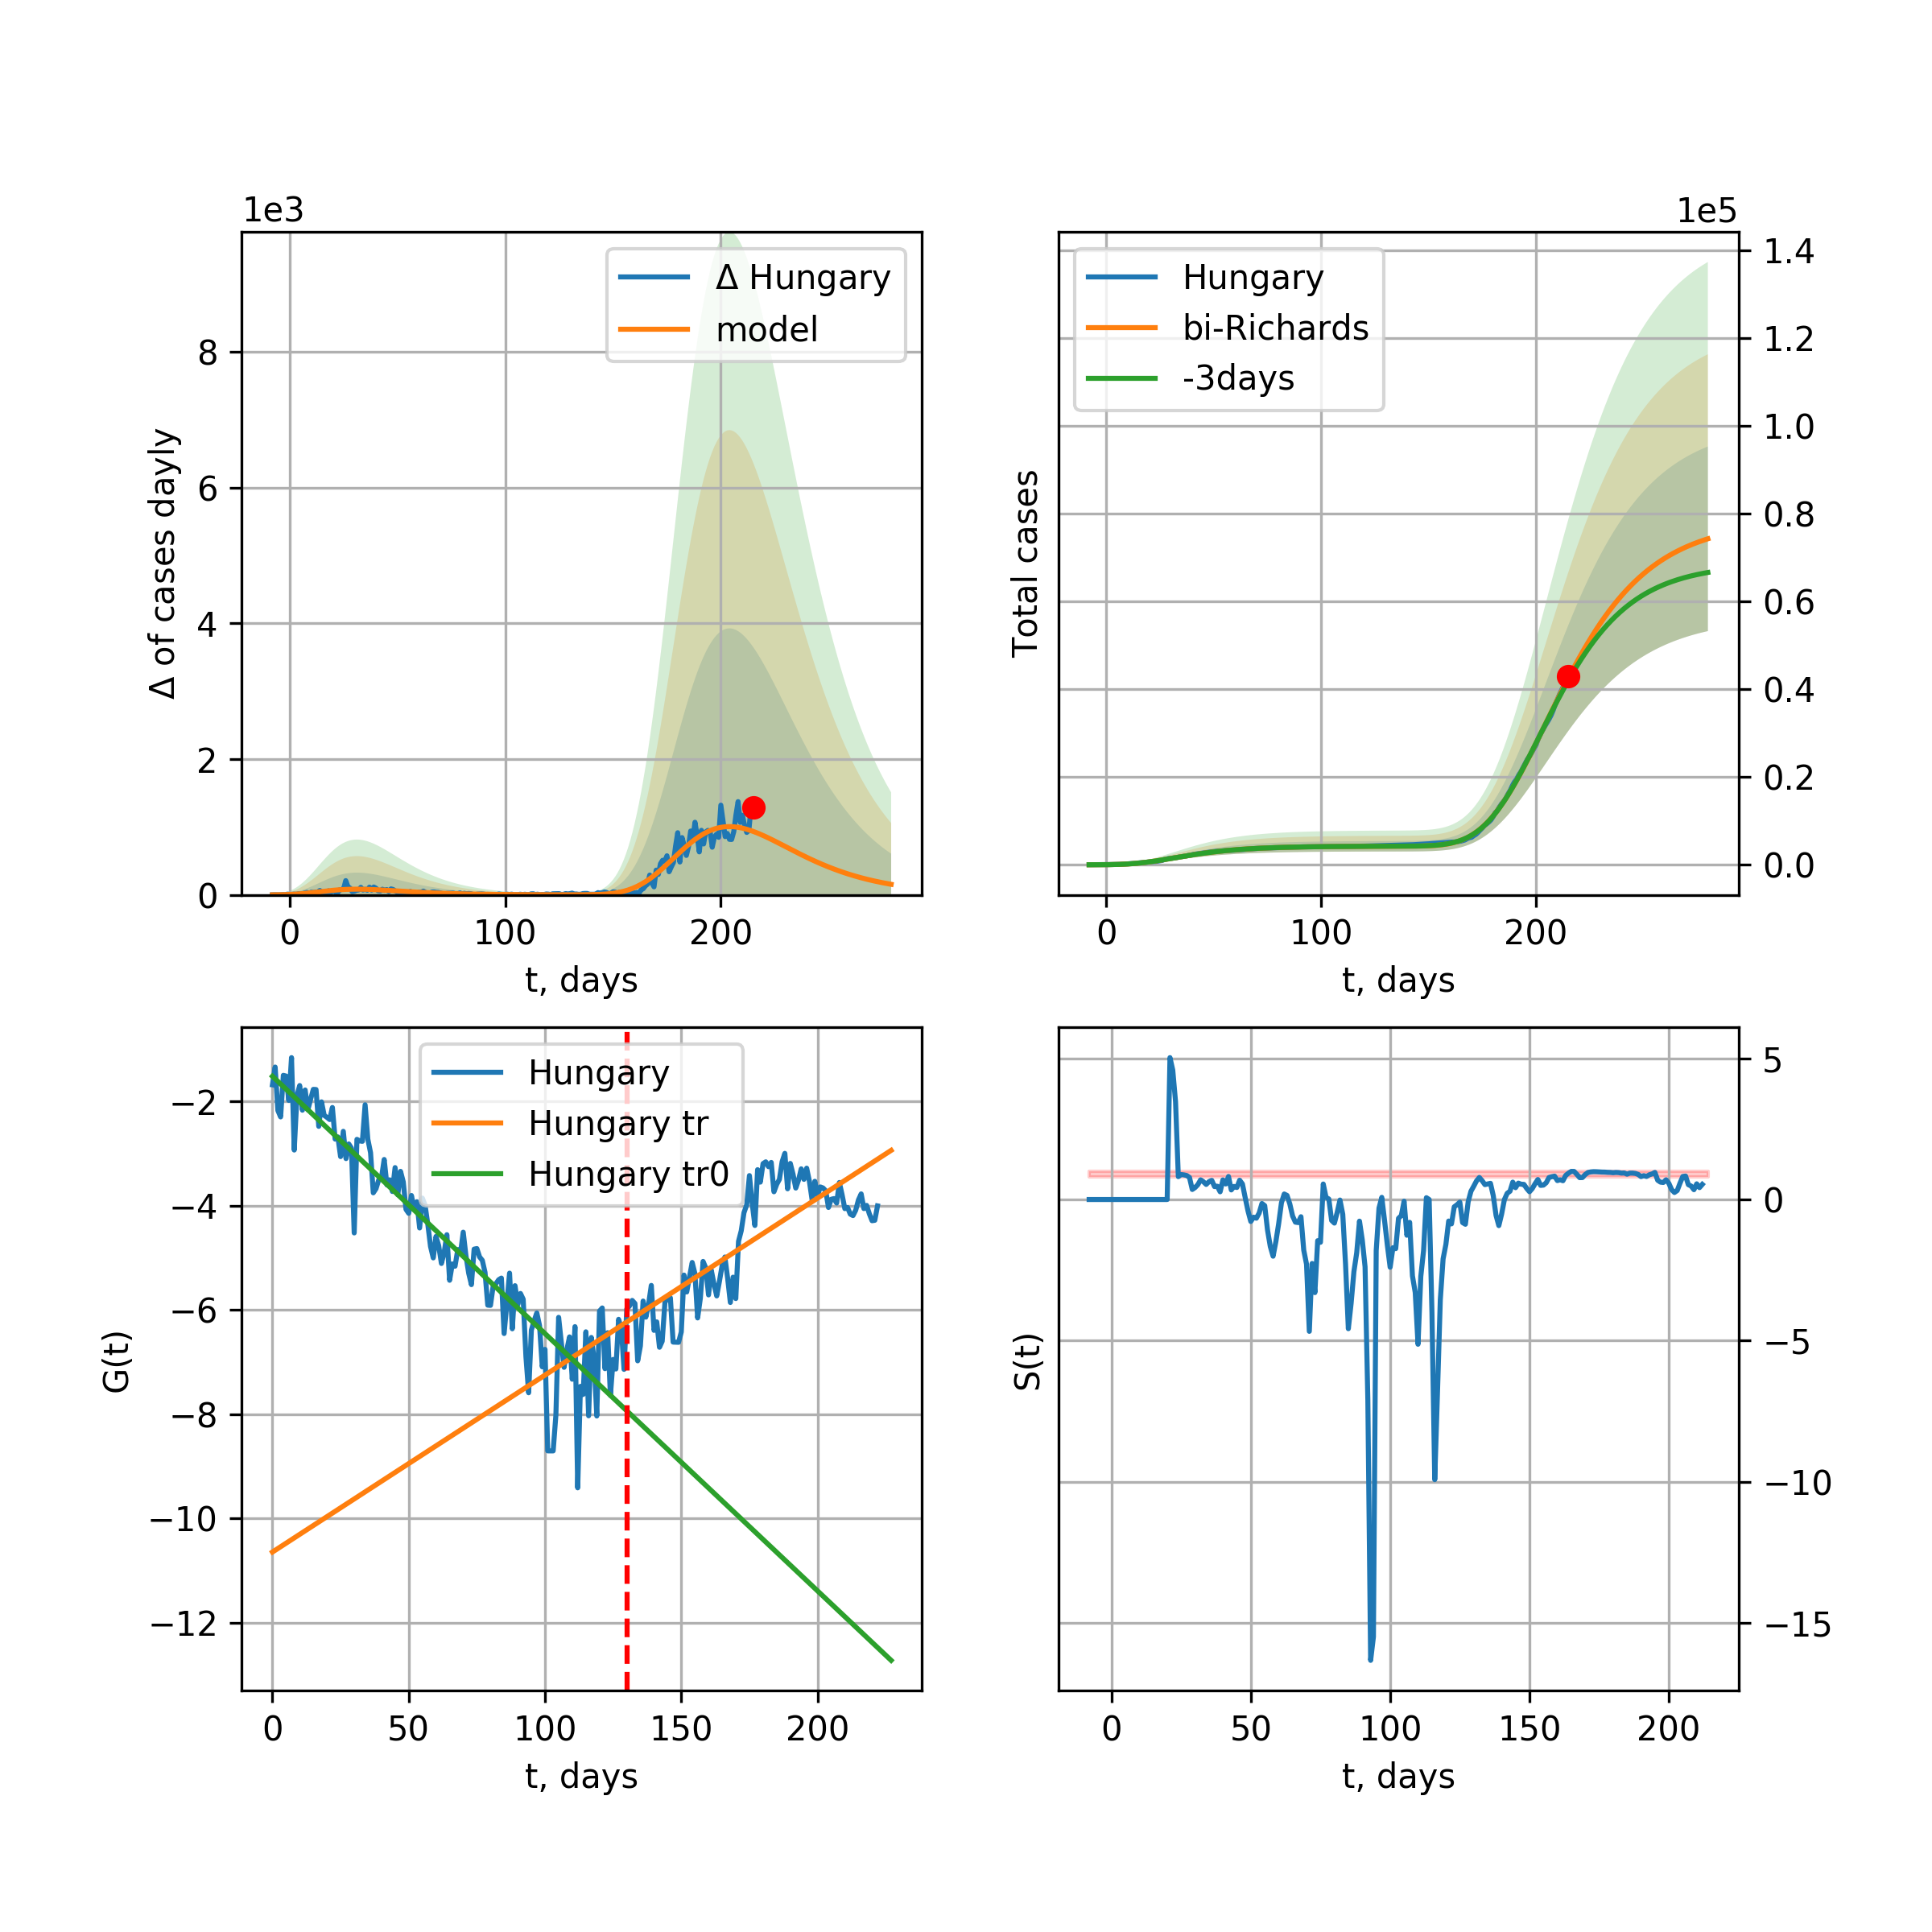 1e3
Δ of cases dayly
8
6
4
2
0
0 100 200
t, days
Δ Hungary
model
1e5
Total cases
1.4
1.2
1.0
0.8
0.6
0.4
0.2
0.0
0 100 200
t, days
Hungary
bi-Richards
-3days
G(t)
−2
−4
−6
−8
−10
−12
0 50 100 150 200
t, days
Hungary
Hungary tr
Hungary tr0
S(t)
5
0
−5
−10
−15
0 50 100 150 200
t, days